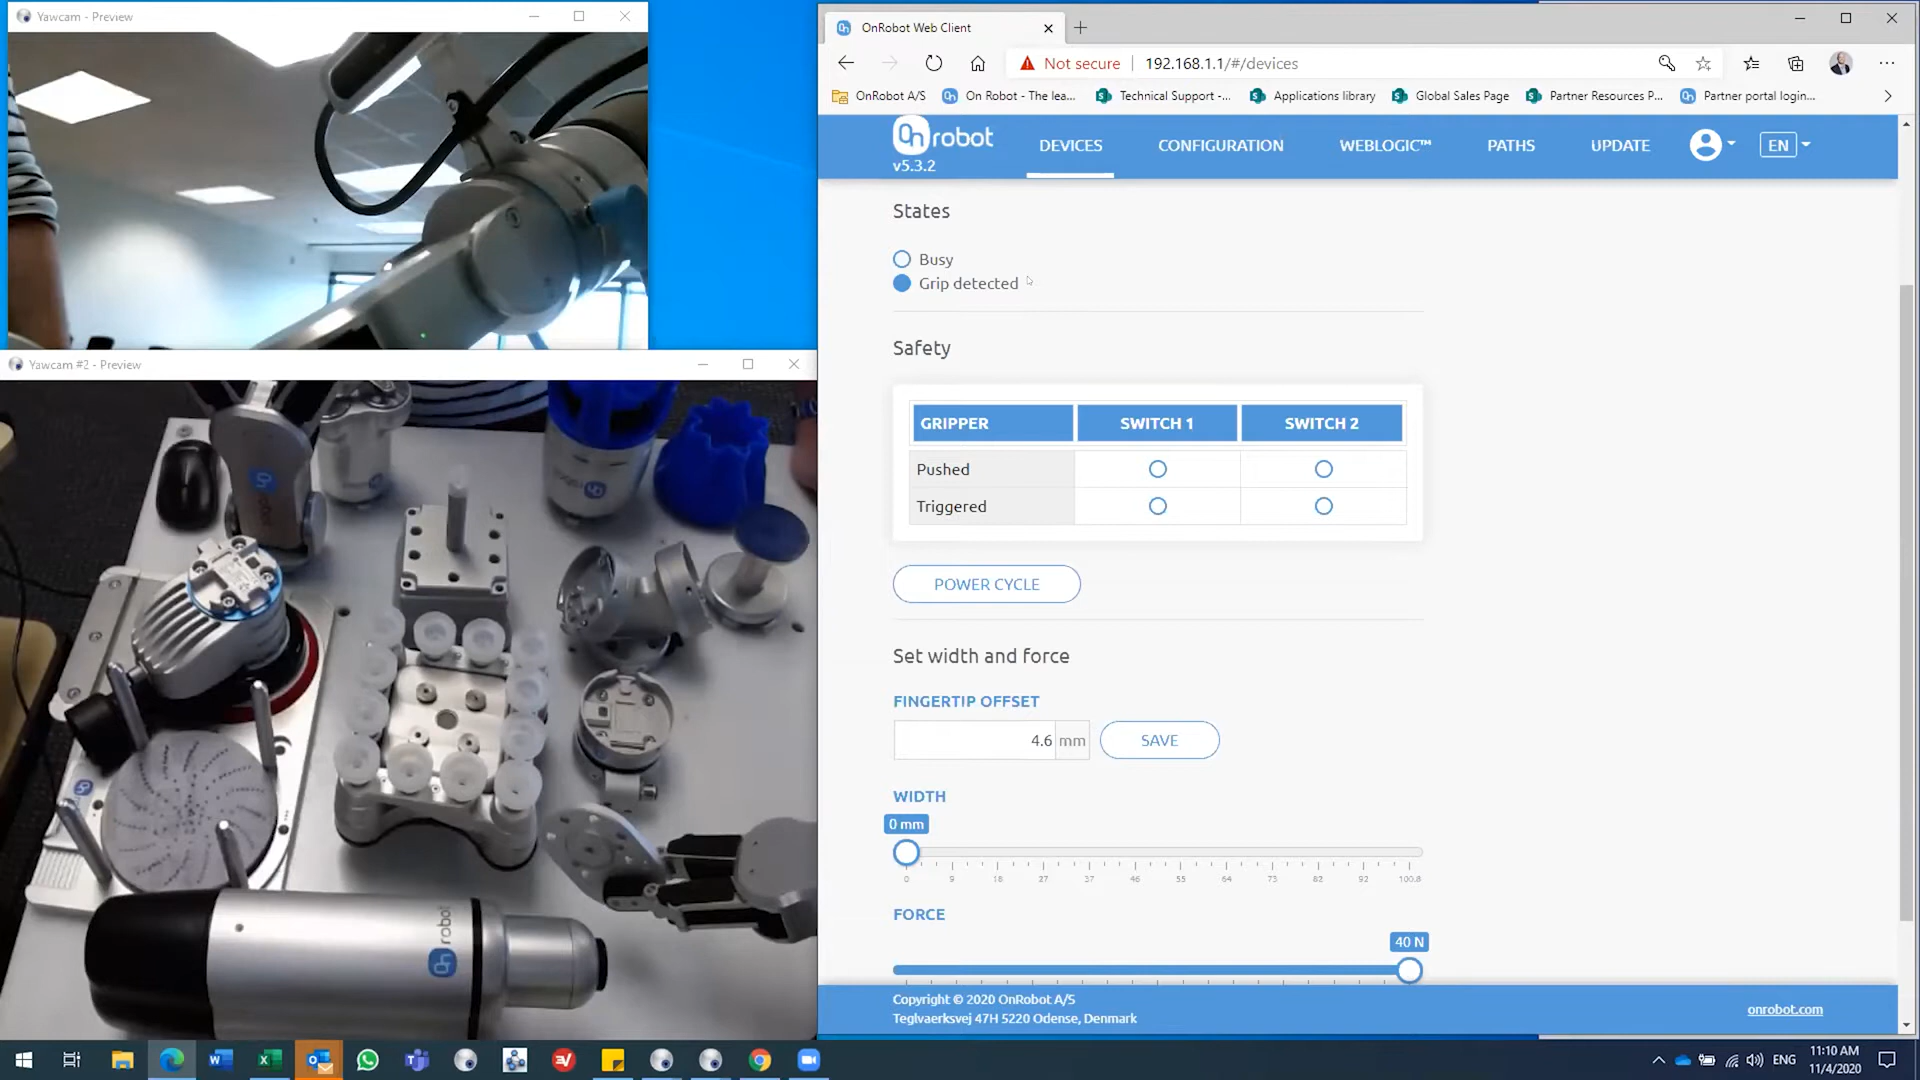 Yawcam - Preview
OnRobot Web Client
Not secure
192.168.1.1/#/devices
OnRobot A/S
On Robot - The lea...
Technical Support -...
Applications library
Global Sales Page
Partner Resources P...
Partner portal login...
On robot
v5.3.2
DEVICES
CONFIGURATION
WEBLOGIC™
PATHS
UPDATE
EN
States
Busy
Grip detected
Safety
GRIPPER SWITCH 1 SWITCH 2
Pushed
Triggered
POWER CYCLE
Set width and force
FINGERTIP OFFSET
4.6 mm
SAVE
WIDTH
0 mm
0 9 18 27 37 46 55 64 73 82 92 100.8
FORCE
40 N
Copyright © 2020 OnRobot A/S
Teglvaerksvej 47H 5220 Odense, Denmark
onrobot.com
Yawcam #2 - Preview
On robot
ENG
11:10 AM
11/4/2020